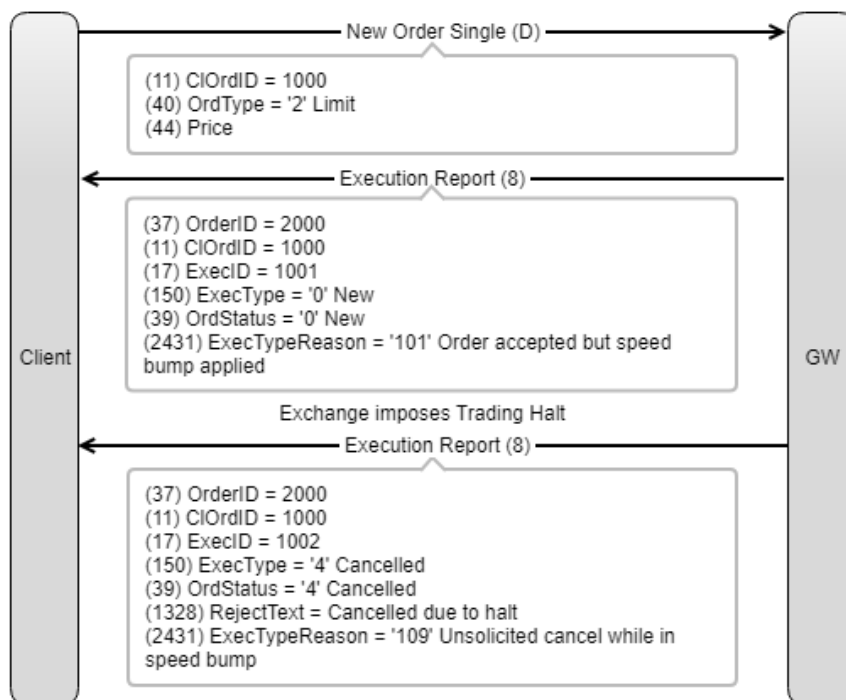 New Order Single (D)
(11) ClOrdID = 1000
(40) OrdType = '2' Limit
(44) Price
Execution Report (8)
(37) OrderID = 2000
(11) ClOrdID = 1000
(17) ExecID = 1001
(150) ExecType = '0' New
(39) OrdStatus = '0' New
(2431) ExecTypeReason = '101' Order accepted but speed
bump applied
Client
GW
Exchange imposes Trading Halt
Execution Report (8)
(37) OrderID = 2000
(11) ClOrdID = 1000
(17) ExecID = 1002
(150) ExecType = '4' Cancelled
(39) OrdStatus = '4' Cancelled
(1328) RejectText = Cancelled due to halt
(2431) ExecTypeReason = '109' Unsolicited cancel while in
speed bump